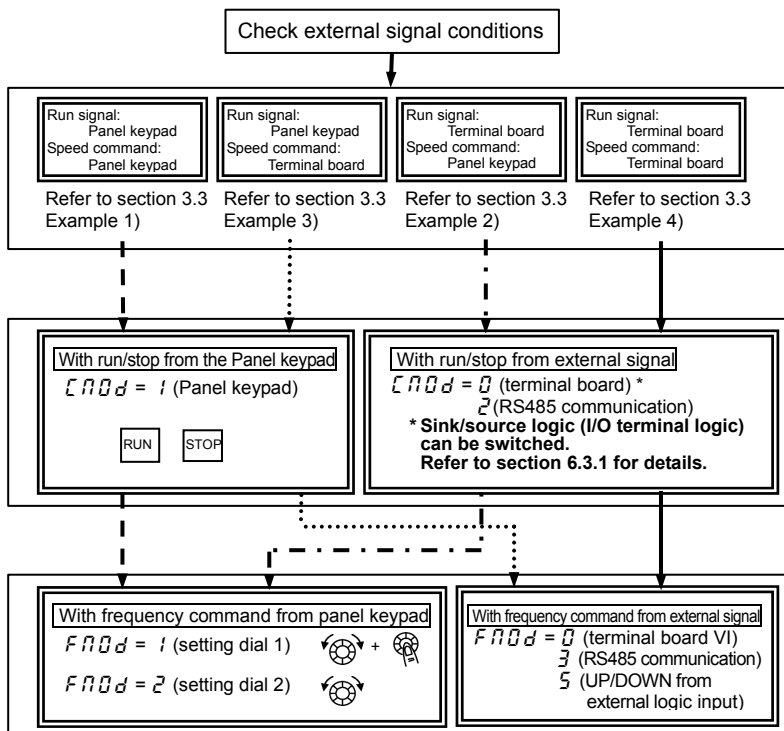 Check external signal conditions
Run signal:
Panel keypad
Speed command:
Panel keypad
Run signal:
Panel keypad
Speed command:
Terminal board
Run signal:
Terminal board
Speed command:
Panel keypad
Run signal:
Terminal board
Speed command:
Terminal board
Refer to section 3.3
Example 1)
Refer to section 3.3
Example 3)
Refer to section 3.3
Example 2)
Refer to section 3.3
Example 4)
With run/stop from the Panel keypad
CMOd = 1 (Panel keypad)
RUN
STOP
With run/stop from external signal
CMOd = 0 (terminal board) *
2 (RS485 communication)
* Sink/source logic (I/O terminal logic)
can be switched.
Refer to section 6.3.1 for details.
With frequency command from panel keypad
FMOd = 1 (setting dial 1)
+
FMOd = 2 (setting dial 2)
With frequency command from external signal
FMOd = 0 (terminal board VI)
3 (RS485 communication)
5 (UP/DOWN from
external logic input)